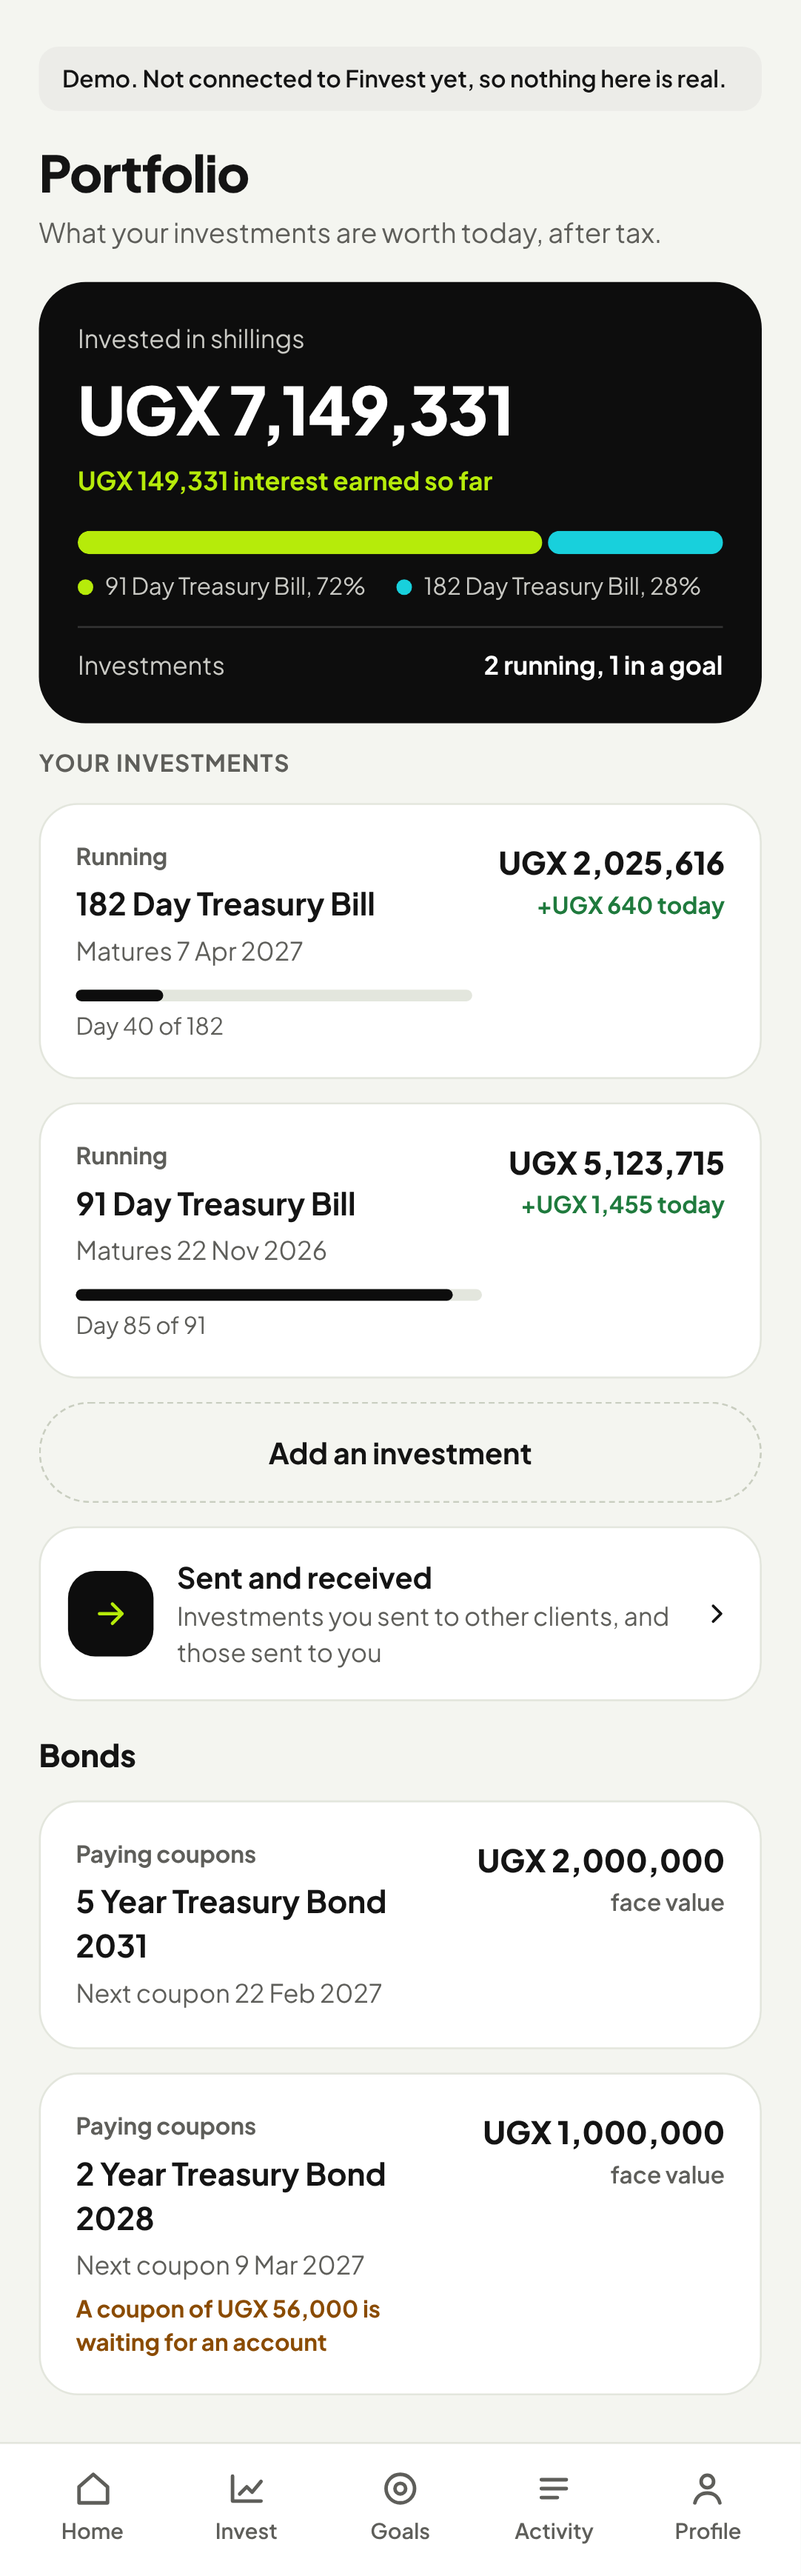 Demo. Not connected to Finvest yet, so nothing here is real.
Portfolio
What your investments are worth today, after tax.
Invested in shillings
UGX 7,149,331
UGX 149,331 interest earned so far
91 Day Treasury Bill, 72%
182 Day Treasury Bill, 28%
Investments
2 running, 1 in a goal
YOUR INVESTMENTS
Running
UGX 2,025,616
182 Day Treasury Bill
+UGX 640 today
Matures 7 Apr 2027
Day 40 of 182
Running
UGX 5,123,715
91 Day Treasury Bill
+UGX 1,455 today
Matures 22 Nov 2026
Day 85 of 91
Add an investment
Sent and received
Investments you sent to other clients, and
those sent to you
Bonds
Paying coupons
UGX 2,000,000
5 Year Treasury Bond
2031
face value
Next coupon 22 Feb 2027
Paying coupons
UGX 1,000,000
2 Year Treasury Bond
2028
face value
Next coupon 9 Mar 2027
A coupon of UGX 56,000 is
waiting for an account
Home
Invest
Goals
Activity
Profile